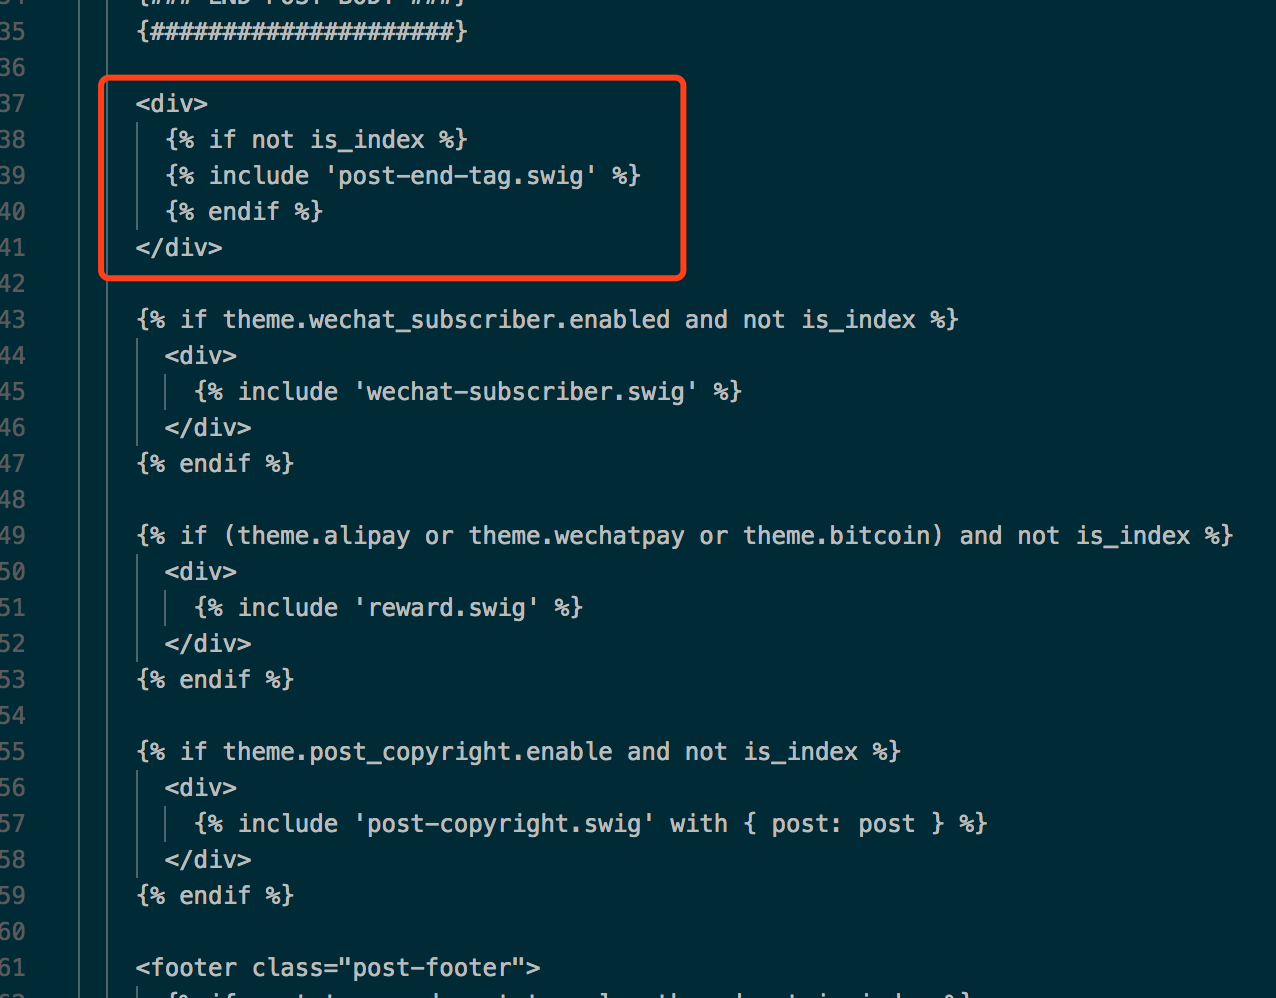 {### END POST BODY ###}
35 {#####################}
36
37 <div>
38 {% if not is_index %}
39 {% include 'post-end-tag.swig' %}
40 {% endif %}
41 </div>
42
43 {% if theme.wechat_subscriber.enabled and not is_index %}
44 <div>
45 {% include 'wechat-subscriber.swig' %}
46 </div>
47 {% endif %}
48
49 {% if (theme.alipay or theme.wechatpay or theme.bitcoin) and not is_index %}
50 <div>
51 {% include 'reward.swig' %}
52 </div>
53 {% endif %}
54
55 {% if theme.post_copyright.enable and not is_index %}
56 <div>
57 {% include 'post-copyright.swig' with { post: post } %}
58 </div>
59 {% endif %}
60
61 <footer class="post-footer">